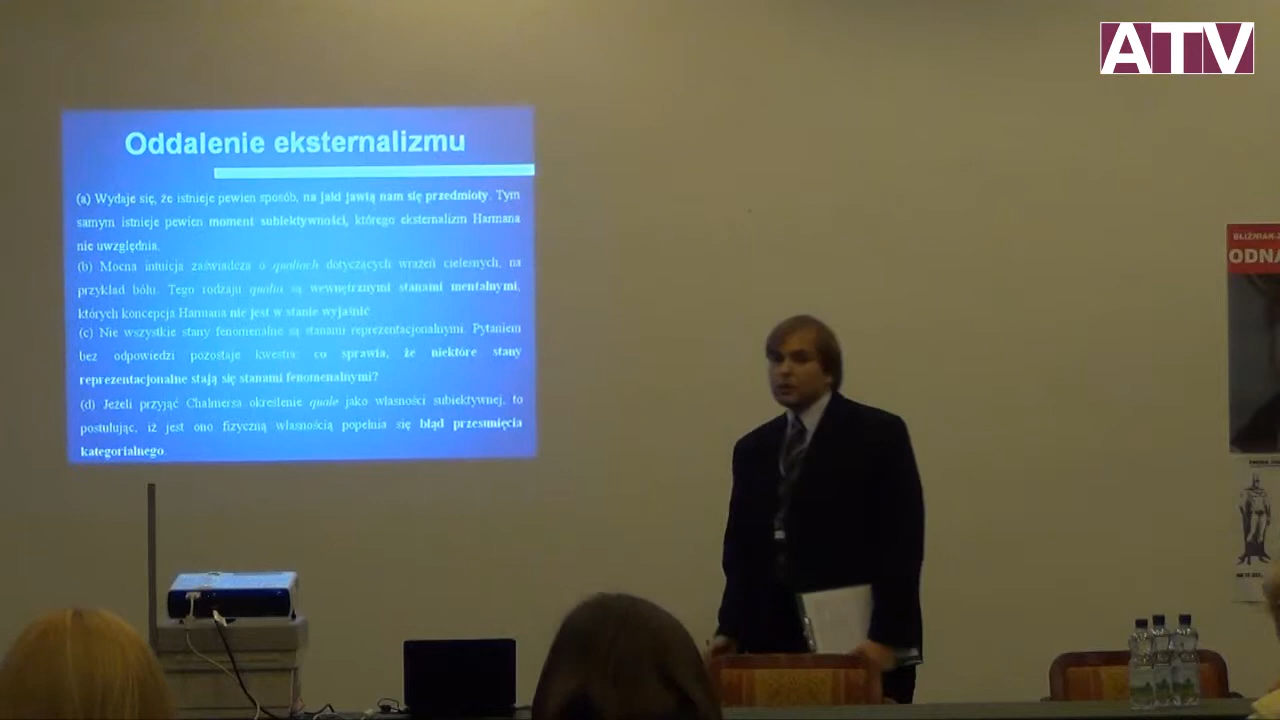 ATV
Oddalenie eksternalizmu
(a) Wydaje się, że istnieje pewien sposób, na jaki jawią nam się przedmioty. Tym
samym istnieje pewien moment subiektywności, którego eksternalizm Harmana
nie uwzględnia.
(b) Mocna intuicja zaświadcza o qualiach dotyczących wrażeń cielesnych, na
przykład bólu. Tego rodzaju qualia są wewnętrznymi stanami mentalnymi,
których koncepcja Harmana nie jest w stanie wyjaśnić.
(c) Nie wszystkie stany fenomenalne są stanami reprezentacjonalnymi. Pytaniem
bez odpowiedzi pozostaje kwestia: co sprawia, że niektóre stany
reprezentacjonalne stają się stanami fenomenalnymi?
(d) Jeżeli przyjąć Chalmersa określenie quale jako własności subiektywnej, to
postulując, iż jest ono fizyczną własnością popełnia się błąd przesunięcia
kategorialnego.
BLIŹNIAK-
ODNA